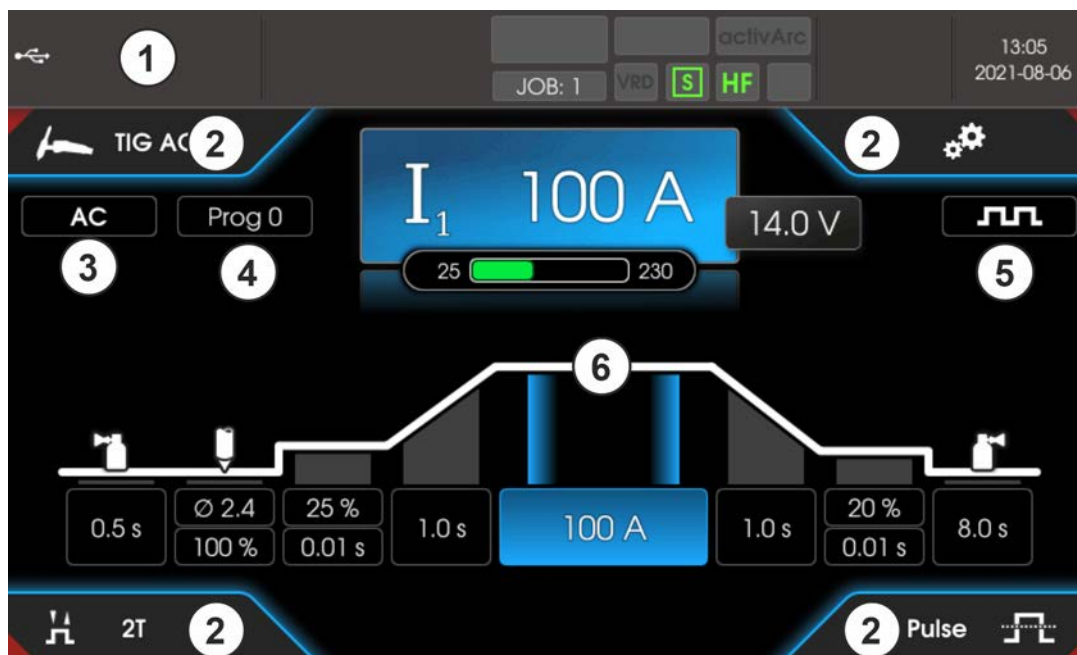 1
activArc
JOB: 1 VRD S HF
13:05
2021-08-06
TIG AC 2
2
AC
Prog 0
I1 100 A
14.0 V
3
4
25 230
5
6
0.5 s
Ø 2.4
100 %
25 %
0.01 s
1.0 s
100 A
1.0 s
20 %
0.01 s
8.0 s
2T 2
2 Pulse